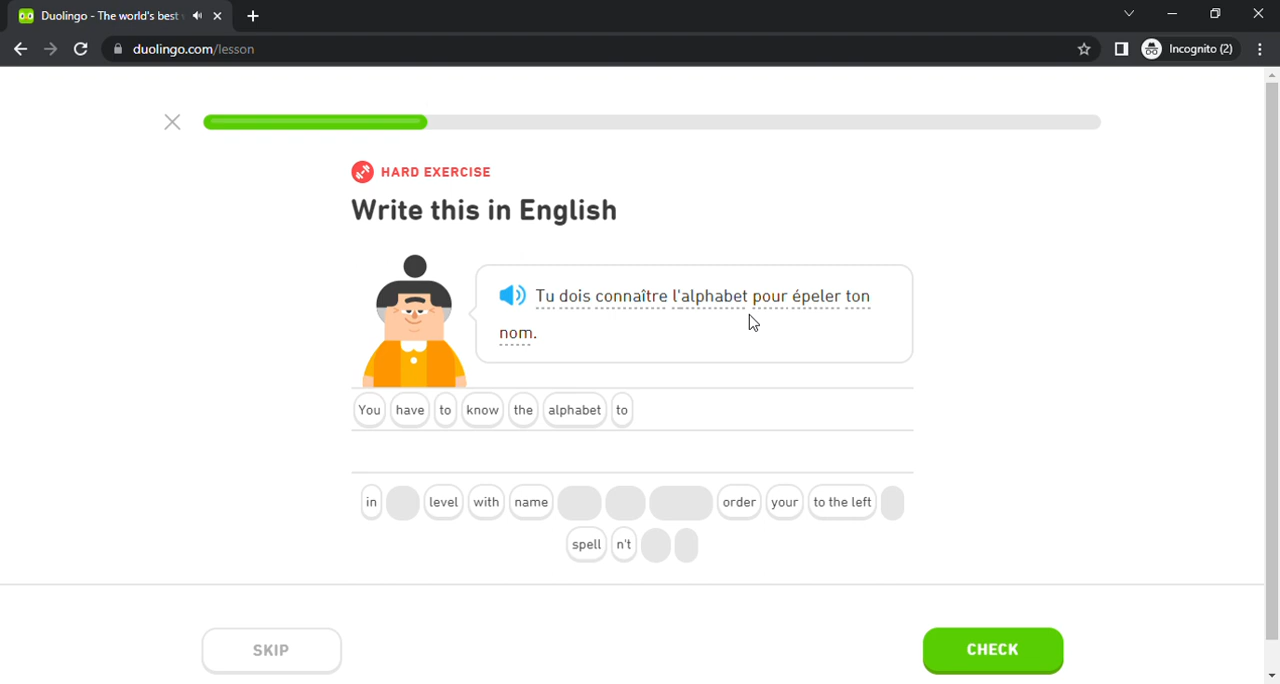 Duolingo - The world's best
duolingo.com/lesson
Incognito (2)
HARD EXERCISE
Write this in English
Tu dois connaître l'alphabet pour épeler ton
nom.
You have to know the alphabet to
in level with name order your to the left
spell n't
SKIP
CHECK